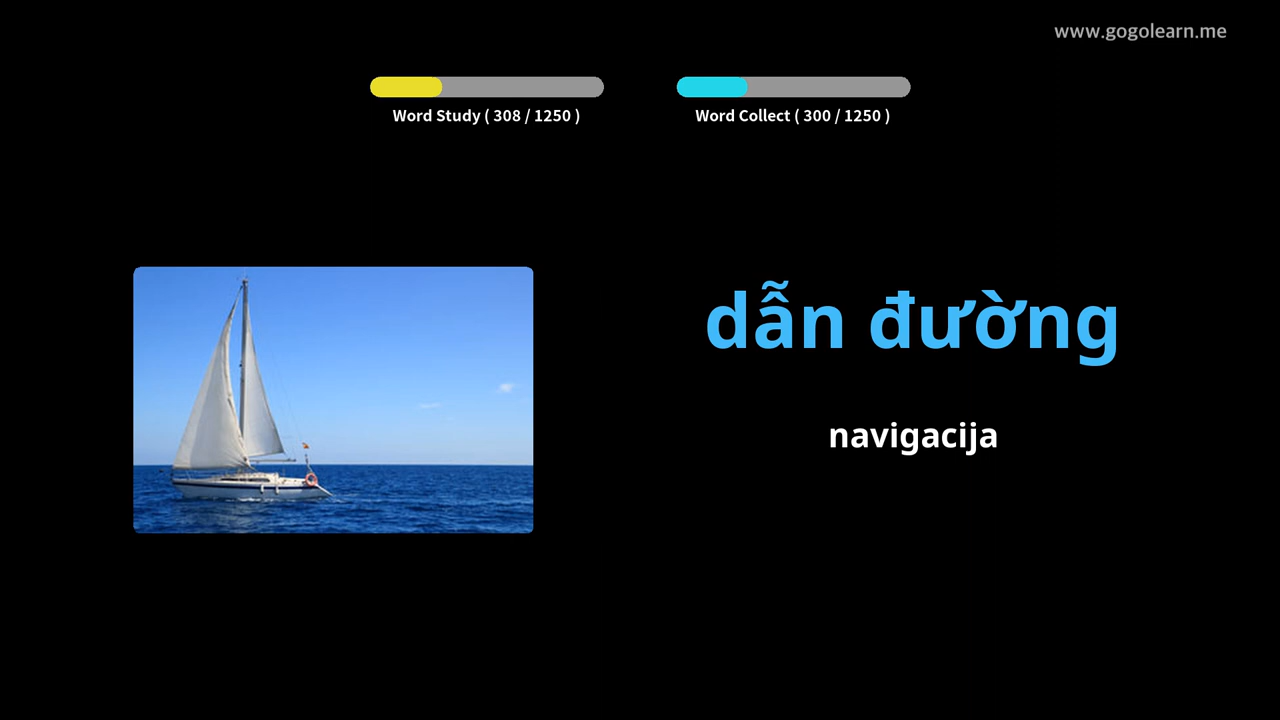 www.gogolearn.me
Word Study ( 308 / 1250 )
Word Collect ( 300 / 1250 )
dẫn đường
navigacija